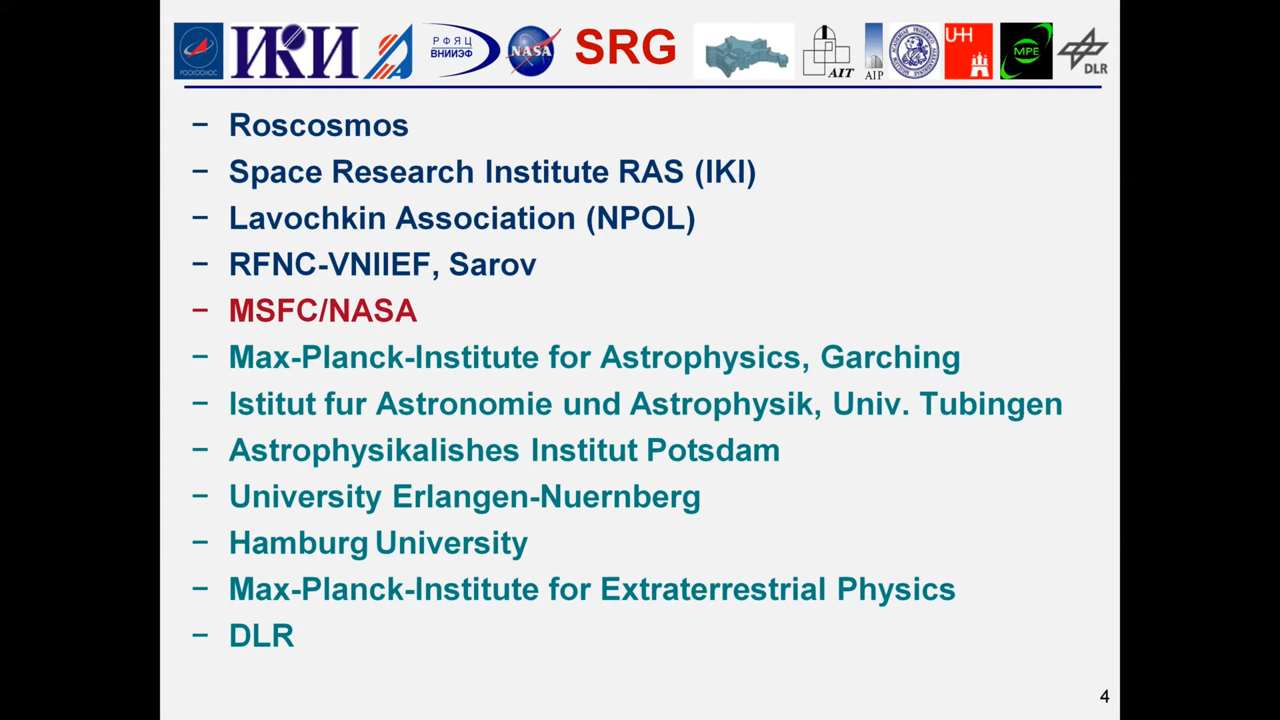 РОСКОСМОС ИКИ РФЯЦ ВНИИЭФ NASA SRG AIT AIP UHH MPE DLR
– Roscosmos
– Space Research Institute RAS (IKI)
– Lavochkin Association (NPOL)
– RFNC-VNIIEF, Sarov
– MSFC/NASA
– Max-Planck-Institute for Astrophysics, Garching
– Istitut fur Astronomie und Astrophysik, Univ. Tubingen
– Astrophysikalishes Institut Potsdam
– University Erlangen-Nuernberg
– Hamburg University
– Max-Planck-Institute for Extraterrestrial Physics
– DLR
4